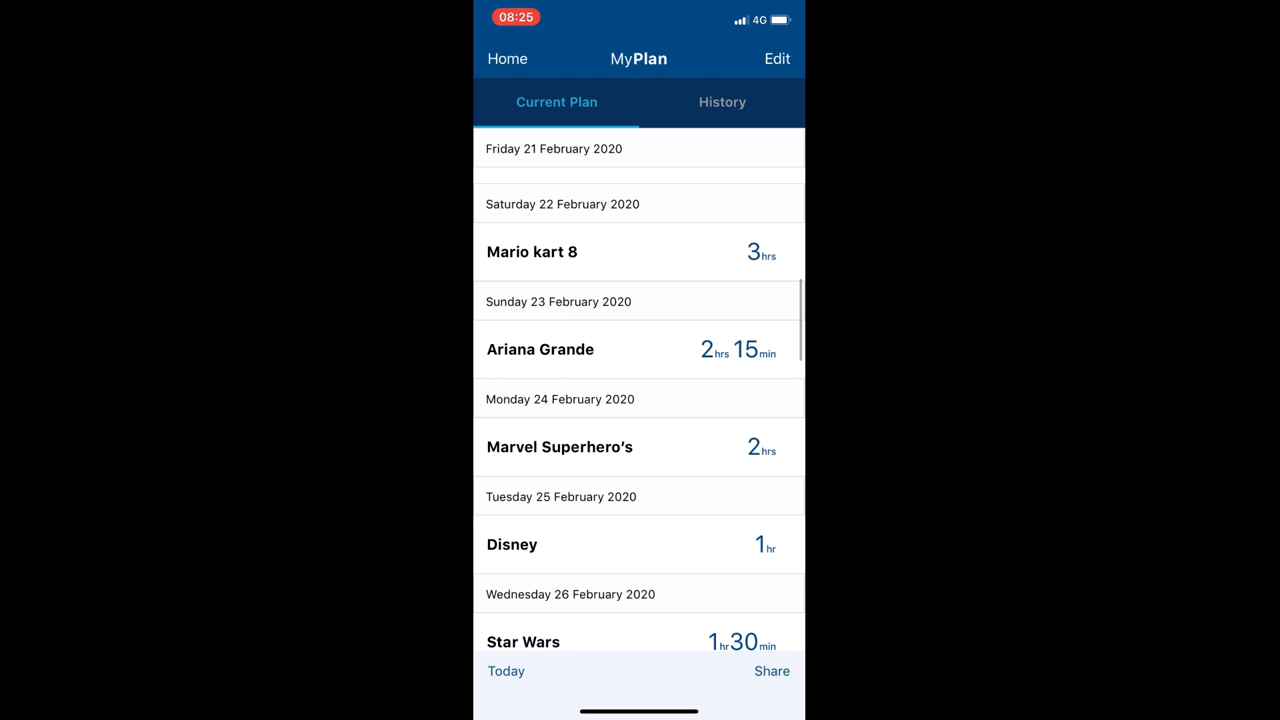 08:25 4G
Home MyPlan Edit
Current Plan History
Friday 21 February 2020
Saturday 22 February 2020
Mario kart 8 3hrs
Sunday 23 February 2020
Ariana Grande 2hrs 15min
Monday 24 February 2020
Marvel Superhero’s 2hrs
Tuesday 25 February 2020
Disney 1hr
Wednesday 26 February 2020
Star Wars 1hr30min
Today Share